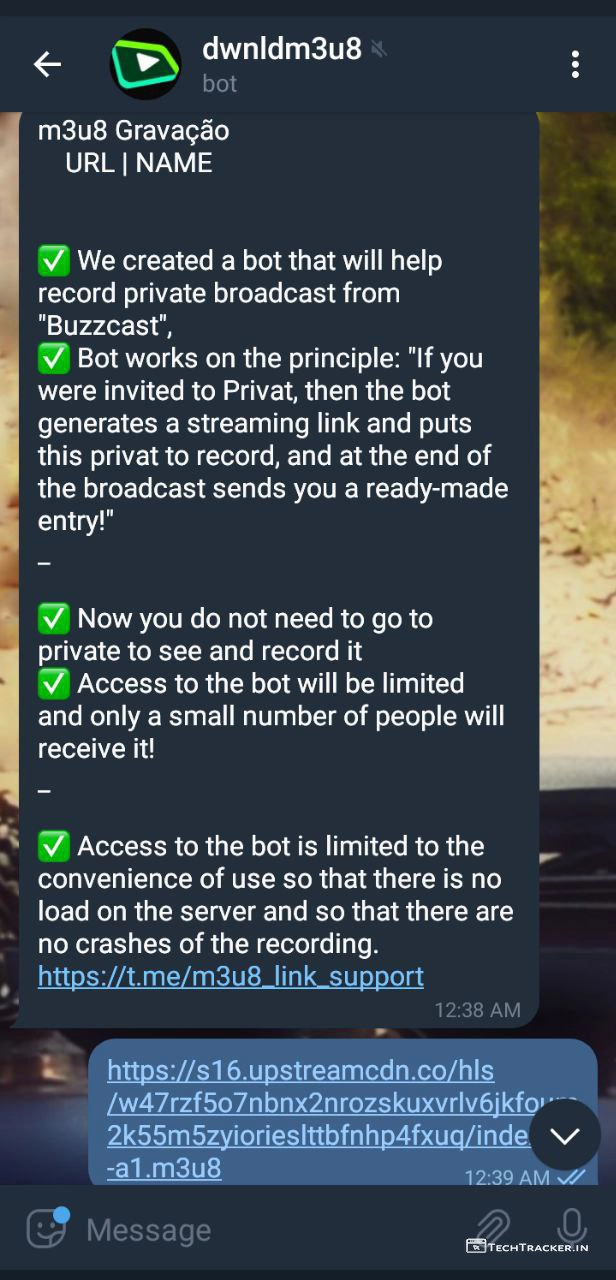 dwnldm3u8
bot
m3u8 Gravação
URL | NAME
✅ We created a bot that will help
record private broadcast from
"Buzzcast",
✅ Bot works on the principle: "If you
were invited to Privat, then the bot
generates a streaming link and puts
this privat to record, and at the end of
the broadcast sends you a ready-made
entry!"
_
✅ Now you do not need to go to
private to see and record it
✅ Access to the bot will be limited
and only a small number of people will
receive it!
_
✅ Access to the bot is limited to the
convenience of use so that there is no
load on the server and so that there are
no crashes of the recording.
https://t.me/m3u8_link_support
12:38 AM
https://s16.upstreamcdn.co/hls
2k55m5zyiorieslttbfnhp4fxuq/inde
-a1.m3u8
12:39 AM
Message
TECHTRACKER.IN